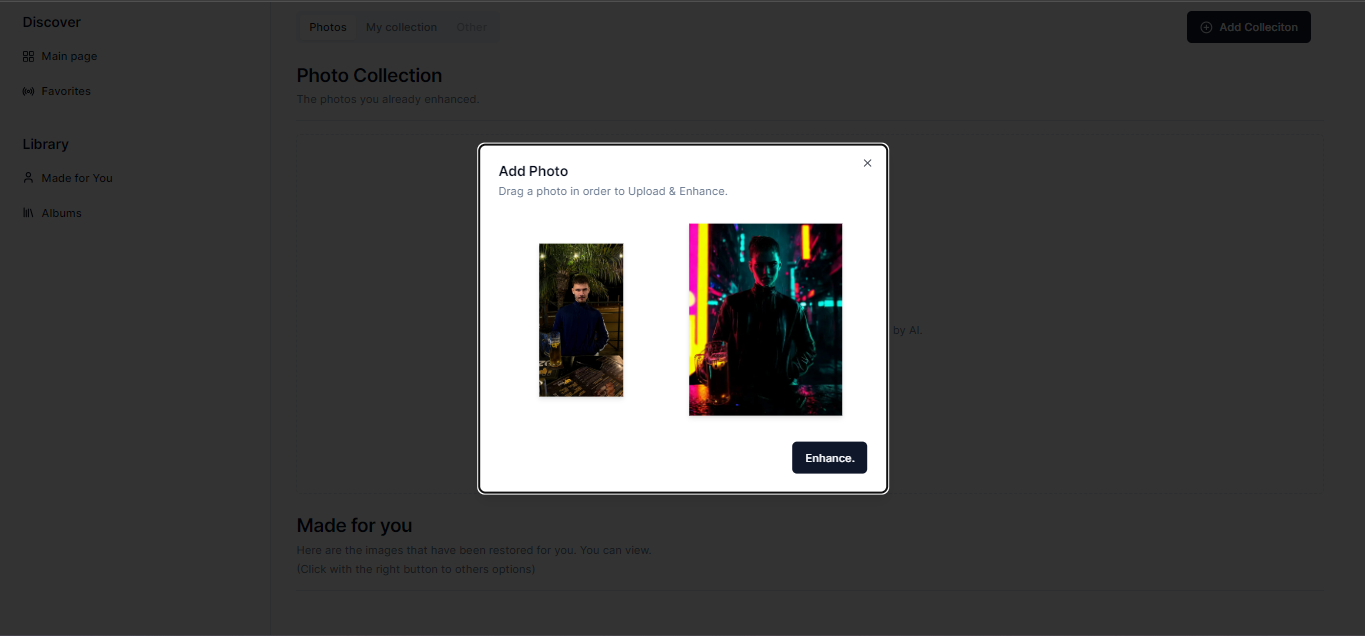 Discover
Main page
Favorites
Library
Made for You
Albums
Photos
My collection
Other
Add Colleciton
Photo Collection
The photos you already enhanced.
by AI.
Add Photo
Drag a photo in order to Upload & Enhance.
Enhance.
Made for you
Here are the images that have been restored for you. You can view.
(Click with the right button to others options)